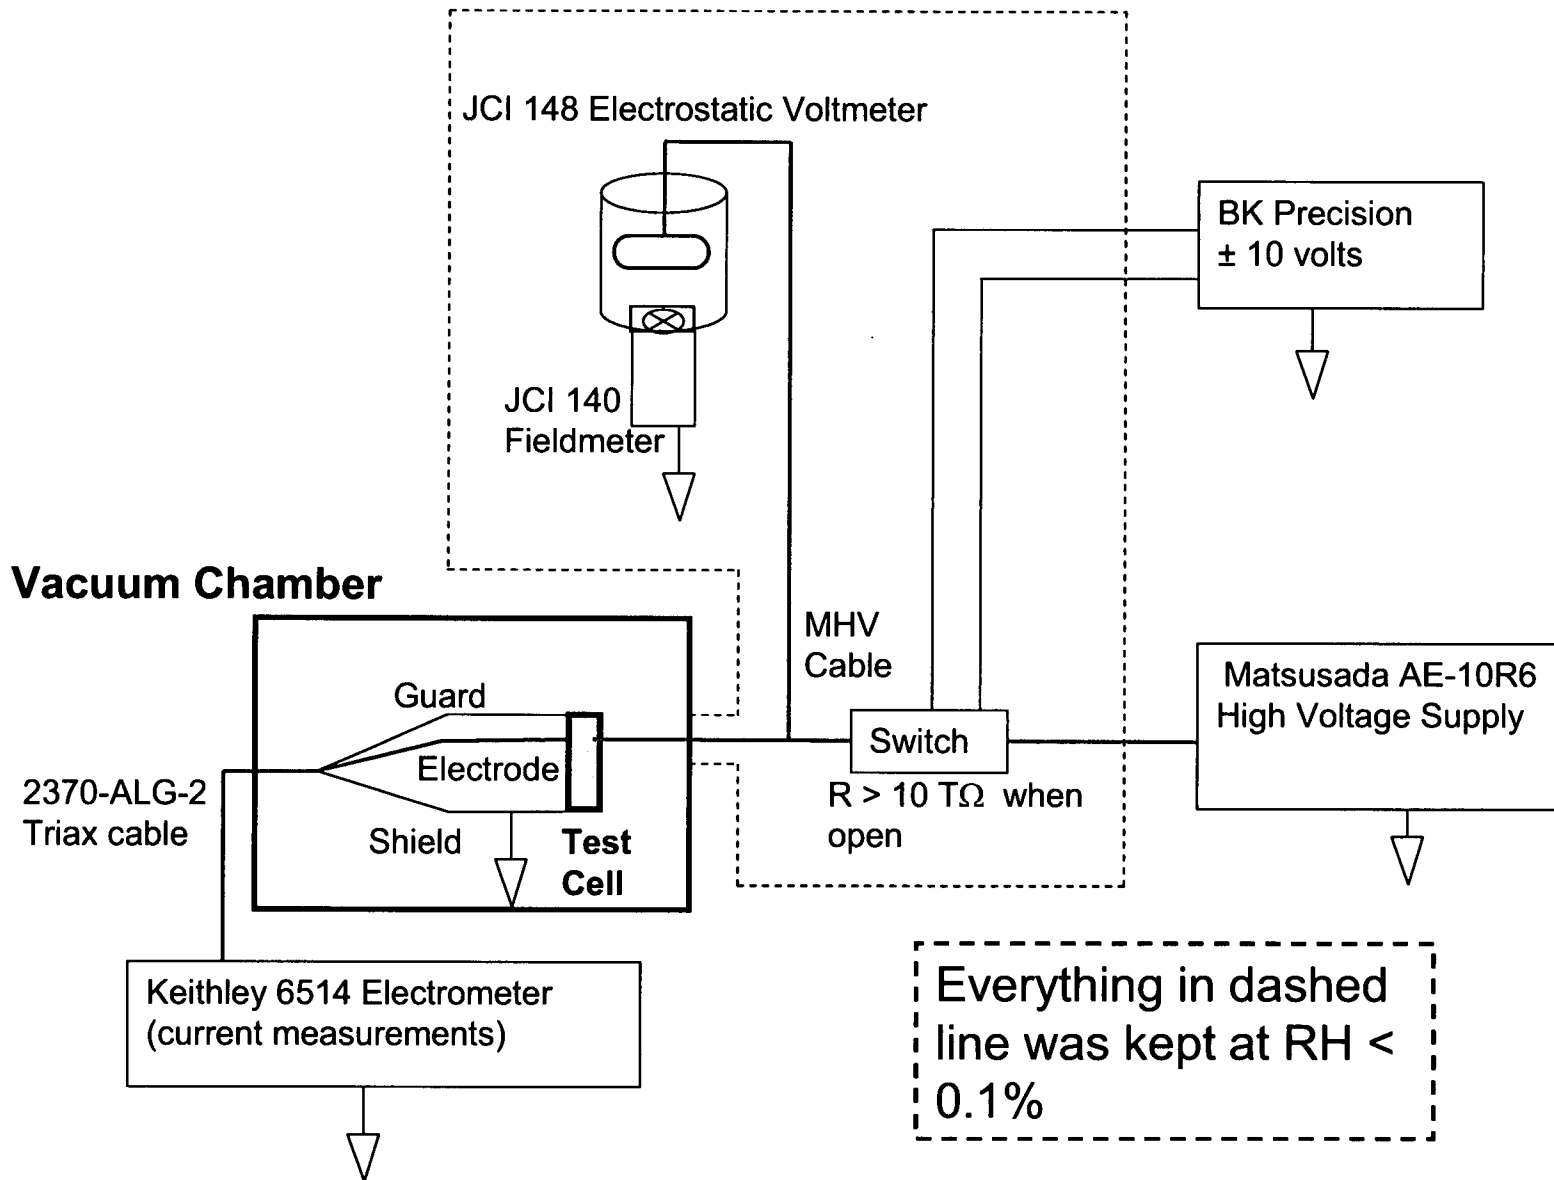 JCI 148 Electrostatic Voltmeter
BK Precision
± 10 volts
JCI 140
Fieldmeter
Vacuum Chamber
MHV
Cable
Matsusada AE-10R6
High Voltage Supply
Guard
Switch
Electrode
2370-ALG-2
Triax cable
R > 10 TΩ when
open
Shield
Test
Cell
Keithley 6514 Electrometer
(current measurements)
Everything in dashed
line was kept at RH <
0.1%